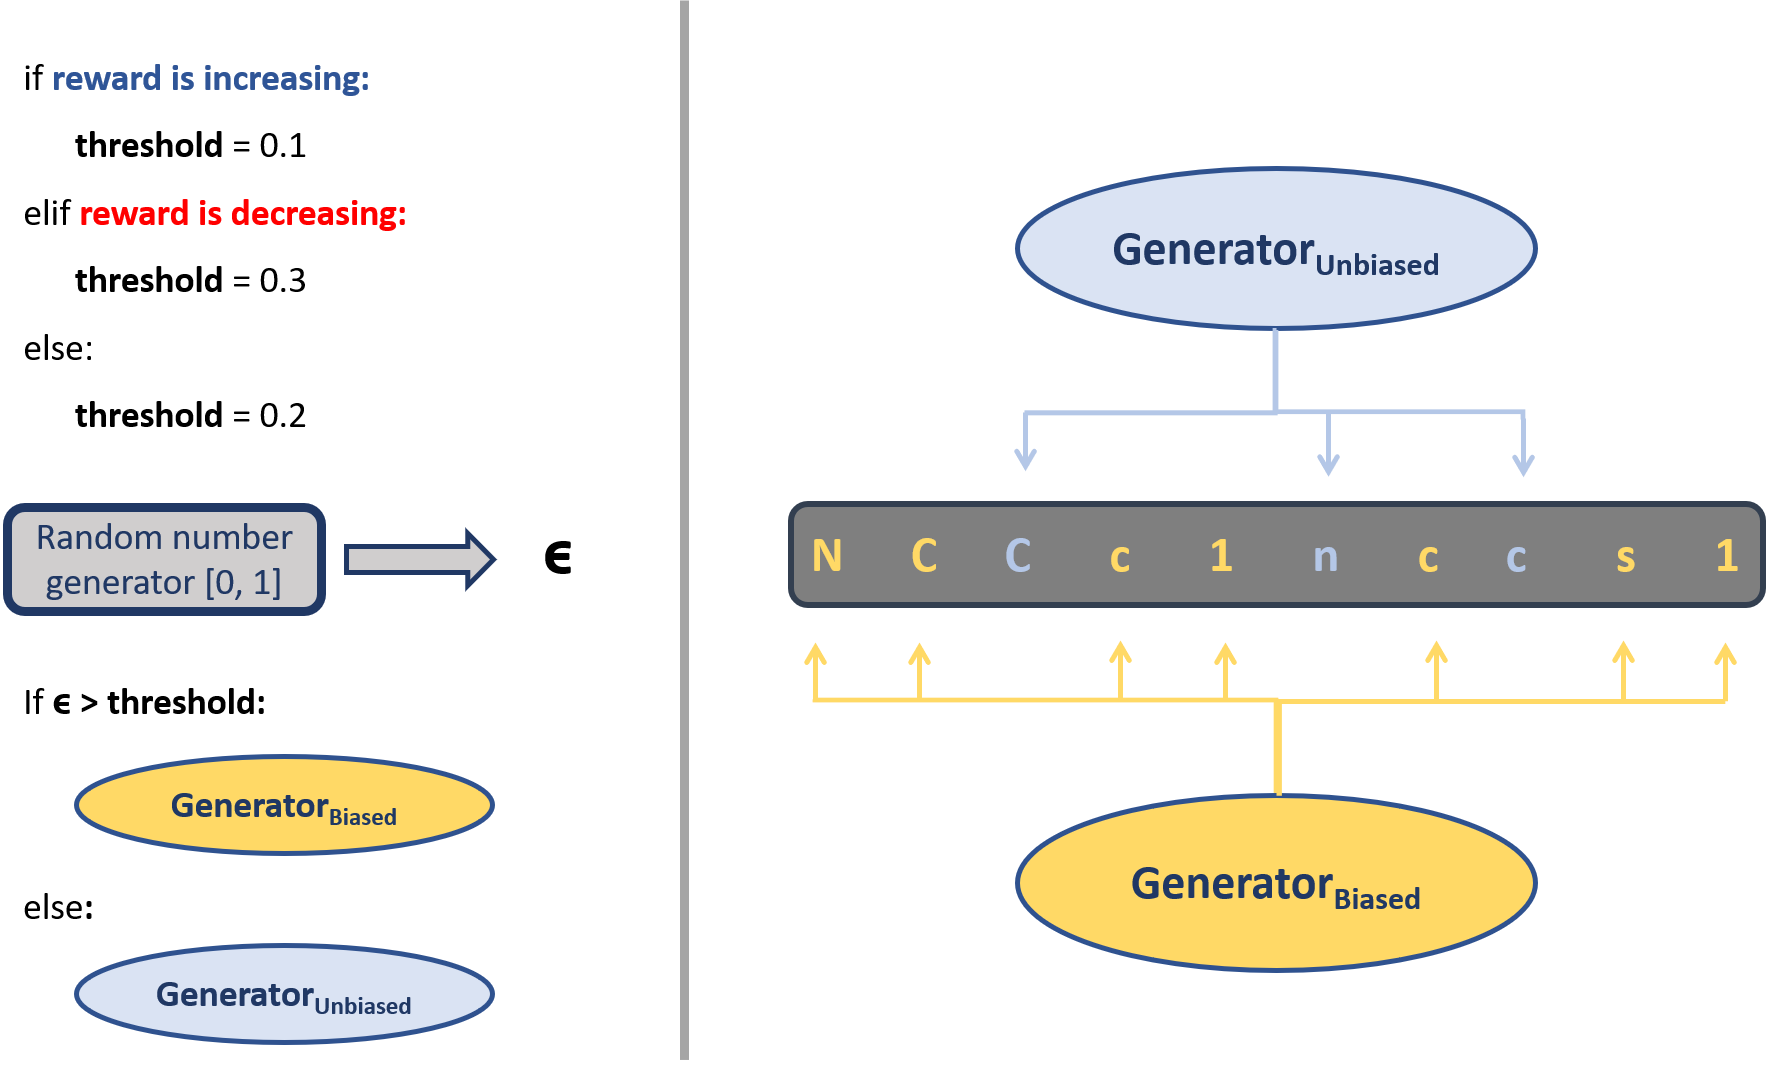 if reward is increasing:
threshold = 0.1
elif reward is decreasing:
threshold = 0.3
else:
threshold = 0.2
Random number
generator [0, 1]
ϵ
If ϵ > threshold:
Generator Biased
else:
Generator Unbiased
Generator Unbiased
N C C c 1 n c c s 1
Generator Biased